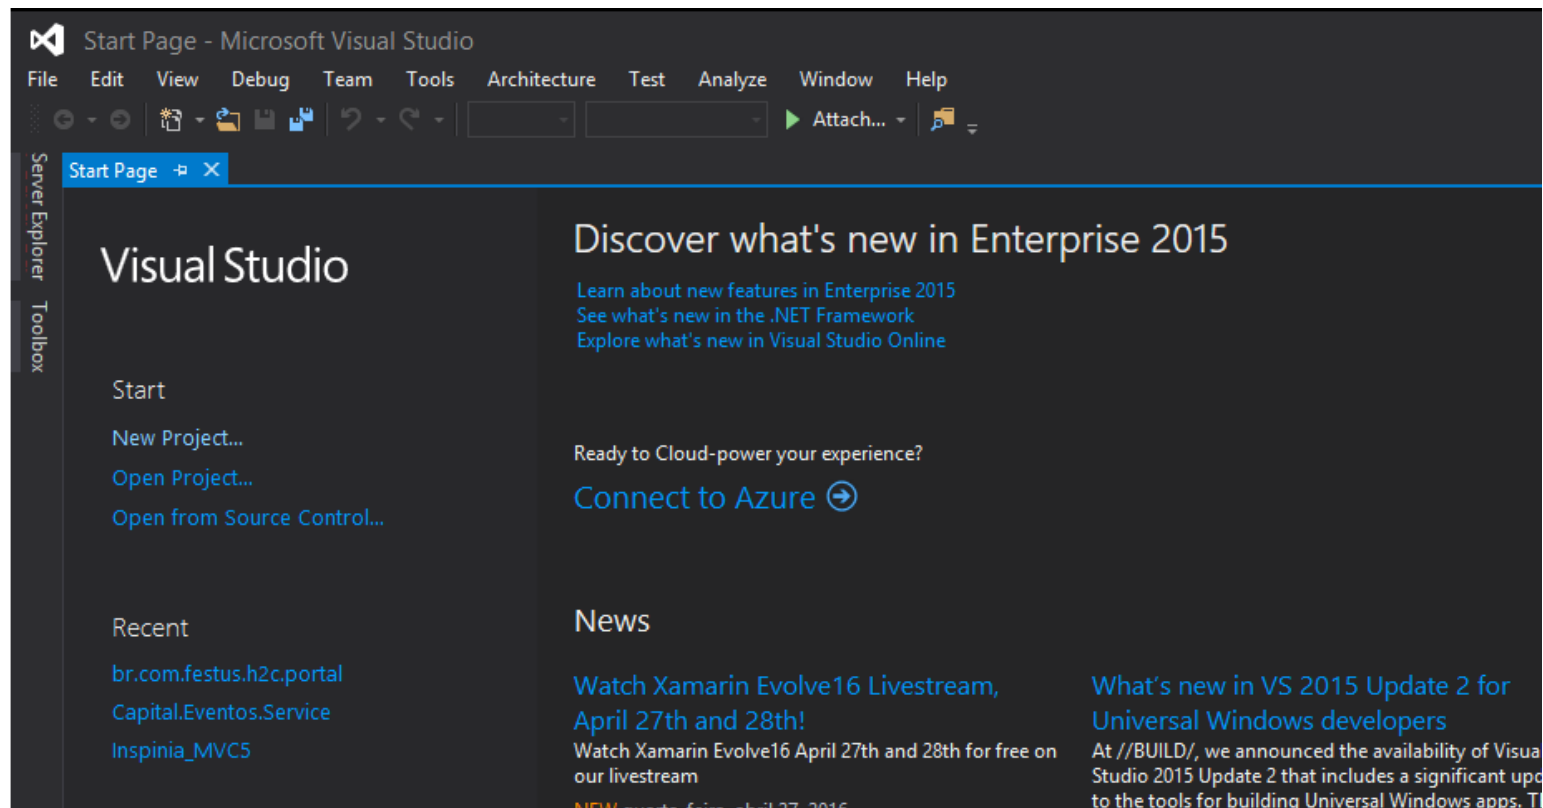 Start Page - Microsoft Visual Studio
File Edit View Debug Team Tools Architecture Test Analyze Window Help
Attach...
Server Explorer
Toolbox
Start Page
Visual Studio
Start
New Project...
Open Project...
Open from Source Control...
Recent
br.com.festus.h2c.portal
Capital.Eventos.Service
Inspinia_MVC5
Discover what's new in Enterprise 2015
Learn about new features in Enterprise 2015
See what's new in the .NET Framework
Explore what's new in Visual Studio Online
Ready to Cloud-power your experience?
Connect to Azure
News
Watch Xamarin Evolve16 Livestream,
April 27th and 28th!
Watch Xamarin Evolve16 April 27th and 28th for free on
our livestream
NEW quarta-feira, abril 27, 2016
What's new in VS 2015 Update 2 for
Universal Windows developers
At //BUILD/, we announced the availability of Visua
Studio 2015 Update 2 that includes a significant upd
to the tools for building Universal Windows apps. T